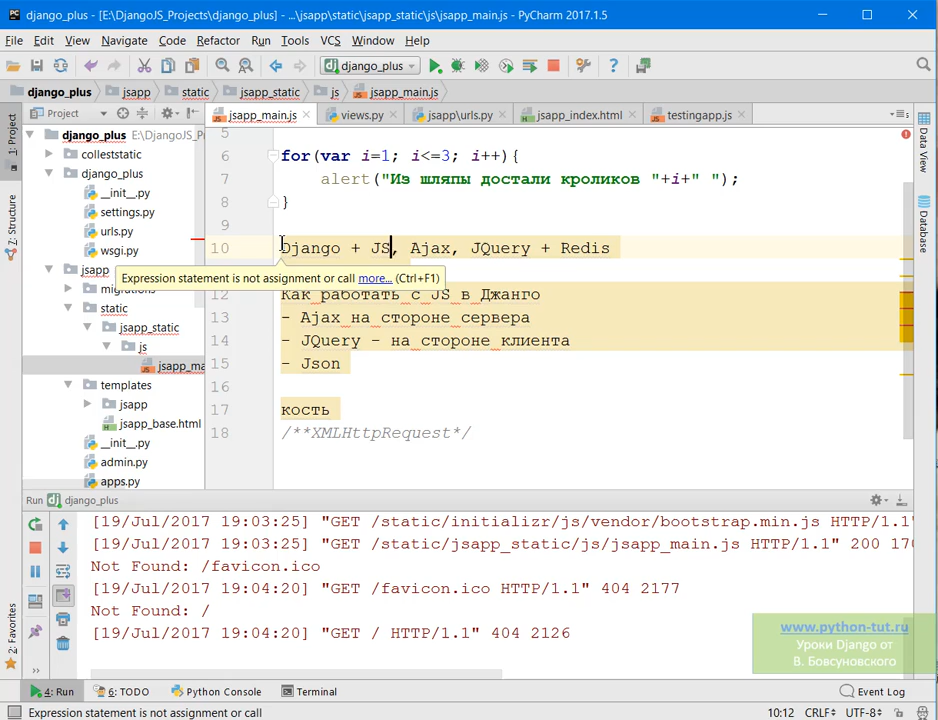 django_plus - [E:\DjangoJS_Projects\django_plus] - ...\jsapp\static\jsapp_static\js\jsapp_main.js - PyCharm 2017.1.5
File Edit View Navigate Code Refactor Run Tools VCS Window Help
django_plus
django_plus jsapp static jsapp_static js jsapp_main.js
Project
jsapp_main.js views.py jsapp\urls.py jsapp_index.html testingapp.js
1: Project
Z: Structure
2: Favorites
Data View
Database
django_plus E:\DjangoJS_P
colleststatic
django_plus
__init__.py
settings.py
urls.py
wsgi.py
jsapp
migrations
static
jsapp_static
js
jsapp_ma
templates
jsapp
jsapp_base.html
__init__.py
admin.py
apps.py
5
6 for(var i=1; i<=3; i++){
7 alert("Из шляпы достали кроликов "+i+" ");
8 }
9
10 Django + JS, Ajax, JQuery + Redis
Expression statement is not assignment or call more... (Ctrl+F1)
12 Как работать с JS в Джанго
13 - Ajax на стороне сервера
14 - JQuery - на стороне клиента
15 - Json
16
17 кость
18 /**XMLHttpRequest*/
Run django_plus
[19/Jul/2017 19:03:25] "GET /static/initializr/js/vendor/bootstrap.min.js HTTP/1.1"
[19/Jul/2017 19:03:25] "GET /static/jsapp_static/js/jsapp_main.js HTTP/1.1" 200 170
Not Found: /favicon.ico
[19/Jul/2017 19:04:20] "GET /favicon.ico HTTP/1.1" 404 2177
Not Found: /
[19/Jul/2017 19:04:20] "GET / HTTP/1.1" 404 2126
www.python-tut.ru
Уроки Django от
В. Бовсуновского
4: Run 6: TODO Python Console Terminal Event Log
Expression statement is not assignment or call 10:12 CRLF UTF-8